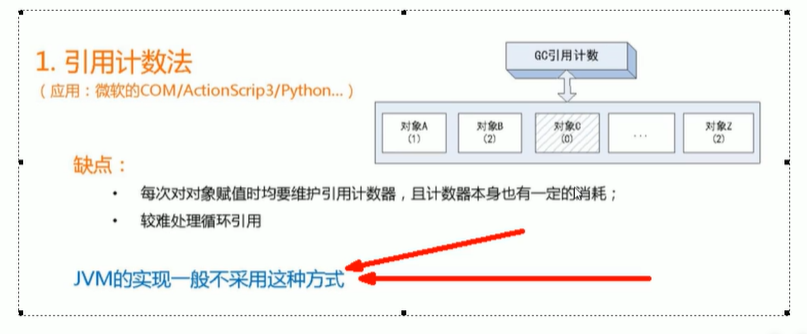 1. 引用计数法
（应用：微软的COM/ActionScrip3/Python...）
GC引用计数
对象A
(1)
对象B
(2)
对象C
(0)
...
对象Z
(2)
缺点：
• 每次对对象赋值时均要维护引用计数器，且计数器本身也有一定的消耗；
• 较难处理循环引用
JVM的实现一般不采用这种方式